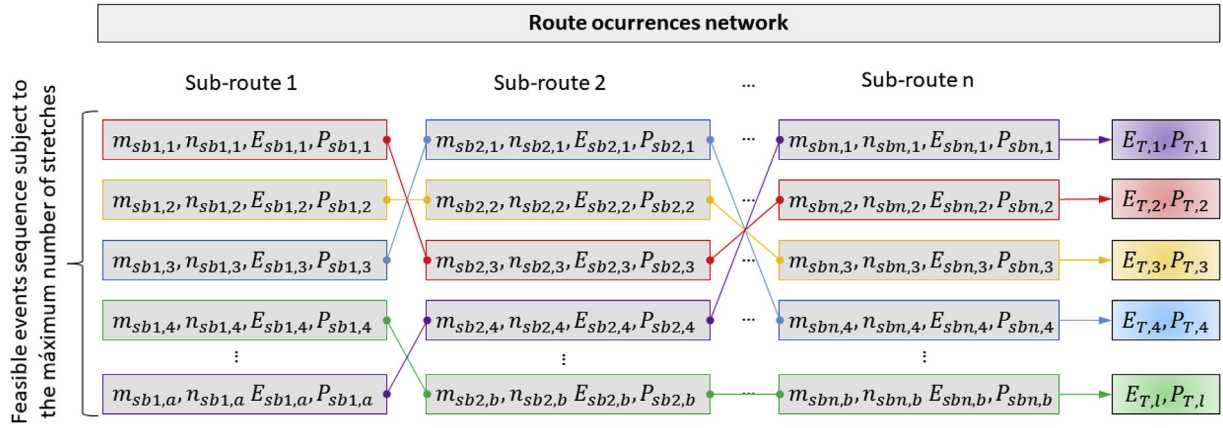 Route ocurrences network
Feasible events sequence subject to
the máximum number of stretches
Sub-route 1 Sub-route 2 ... Sub-route n
m_{sb1,1}, n_{sb1,1}, E_{sb1,1}, P_{sb1,1} m_{sb2,1}, n_{sb2,1}, E_{sb2,1}, P_{sb2,1} ... m_{sbn,1}, n_{sbn,1}, E_{sbn,1}, P_{sbn,1} E_{T,1}, P_{T,1}
m_{sb1,2}, n_{sb1,2}, E_{sb1,2}, P_{sb1,2} m_{sb2,2}, n_{sb2,2}, E_{sb2,2}, P_{sb2,2} ... m_{sbn,2}, n_{sbn,2}, E_{sbn,2}, P_{sbn,2} E_{T,2}, P_{T,2}
m_{sb1,3}, n_{sb1,3}, E_{sb1,3}, P_{sb1,3} m_{sb2,3}, n_{sb2,3}, E_{sb2,3}, P_{sb2,3} ... m_{sbn,3}, n_{sbn,3}, E_{sbn,3}, P_{sbn,3} E_{T,3}, P_{T,3}
m_{sb1,4}, n_{sb1,4}, E_{sb1,4}, P_{sb1,4} m_{sb2,4}, n_{sb2,4}, E_{sb2,4}, P_{sb2,4} ... m_{sbn,4}, n_{sbn,4}, E_{sbn,4}, P_{sbn,4} E_{T,4}, P_{T,4}
⋮ ⋮ ⋮
m_{sb1,a}, n_{sb1,a} E_{sb1,a}, P_{sb1,a} m_{sb2,b}, n_{sb2,b} E_{sb2,b}, P_{sb2,b} ... m_{sbn,b}, n_{sbn,b} E_{sbn,b}, P_{sbn,b} E_{T,l}, P_{T,l}